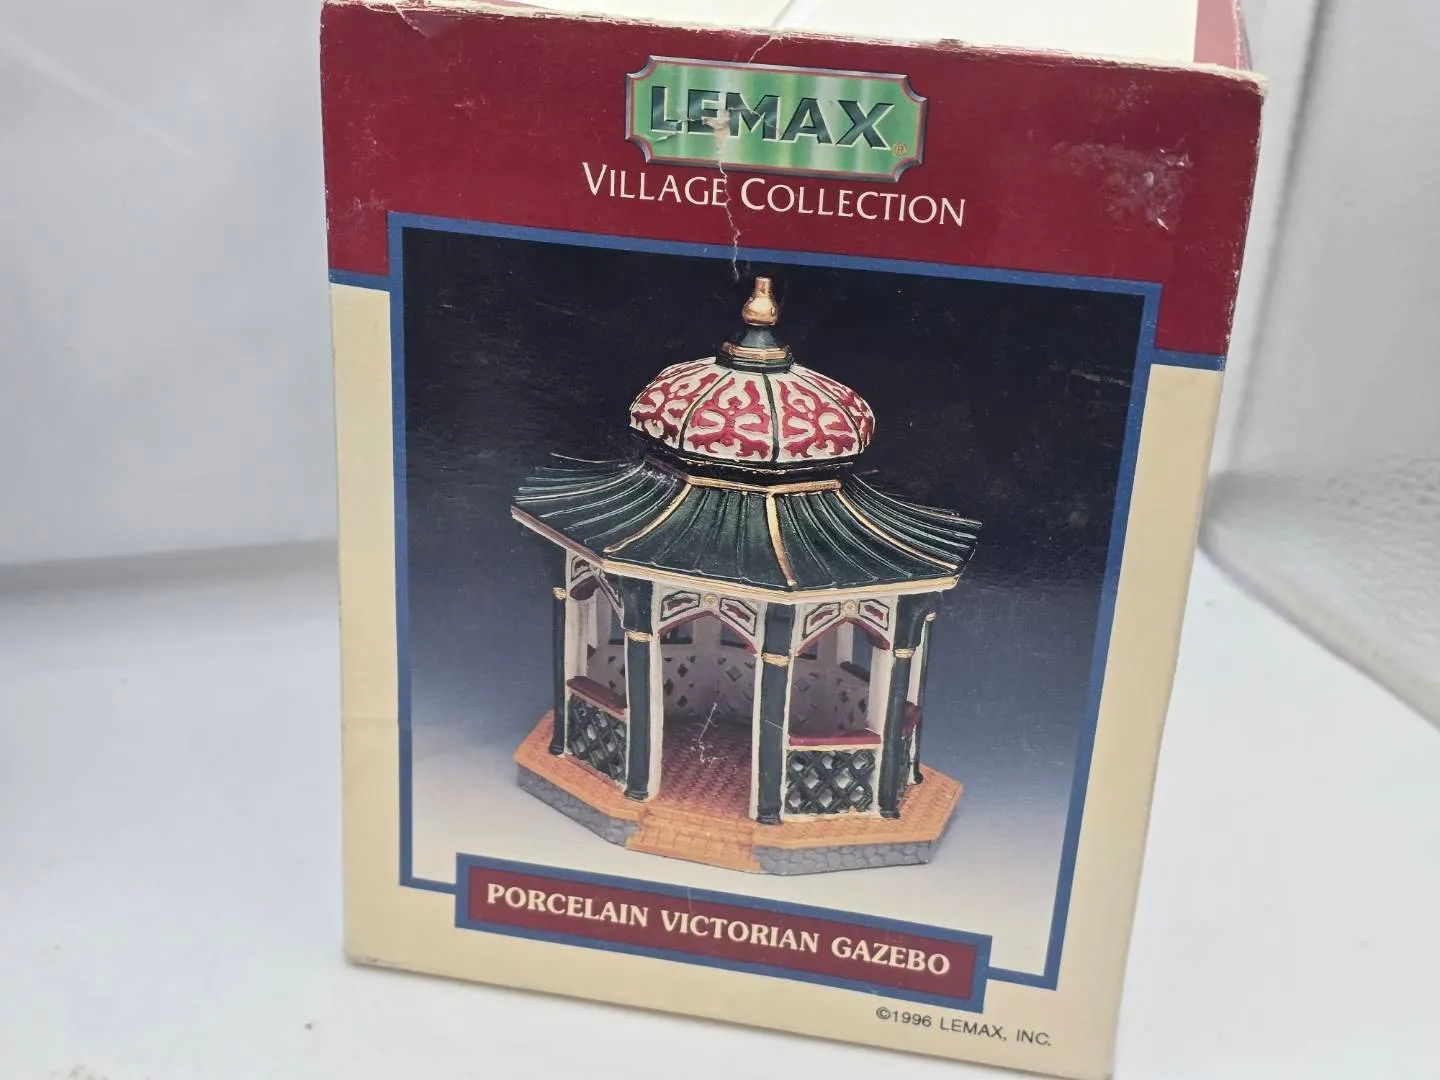 LEMAX®
VILLAGE COLLECTION
PORCELAIN VICTORIAN GAZEBO
©1996 LEMAX, INC.